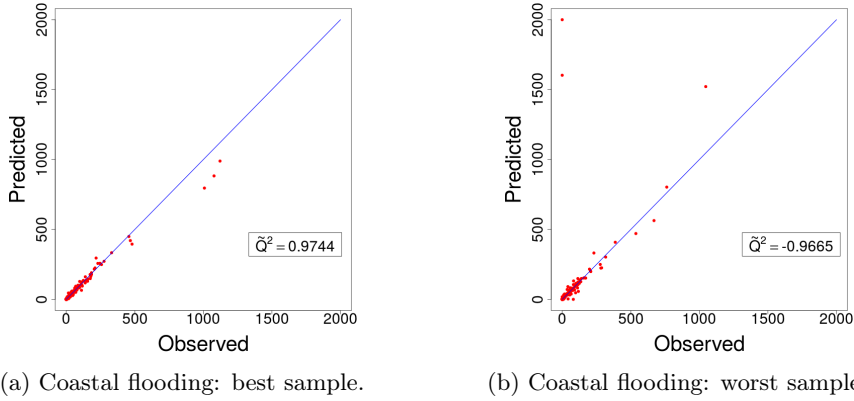 2000
1500
1000
500
0
Predicted
Q̃² = 0.9744
0 500 1000 1500 2000
Observed
(a) Coastal flooding: best sample.
2000
1500
1000
500
0
Predicted
Q̃² = -0.9665
0 500 1000 1500 2000
Observed
(b) Coastal flooding: worst sample